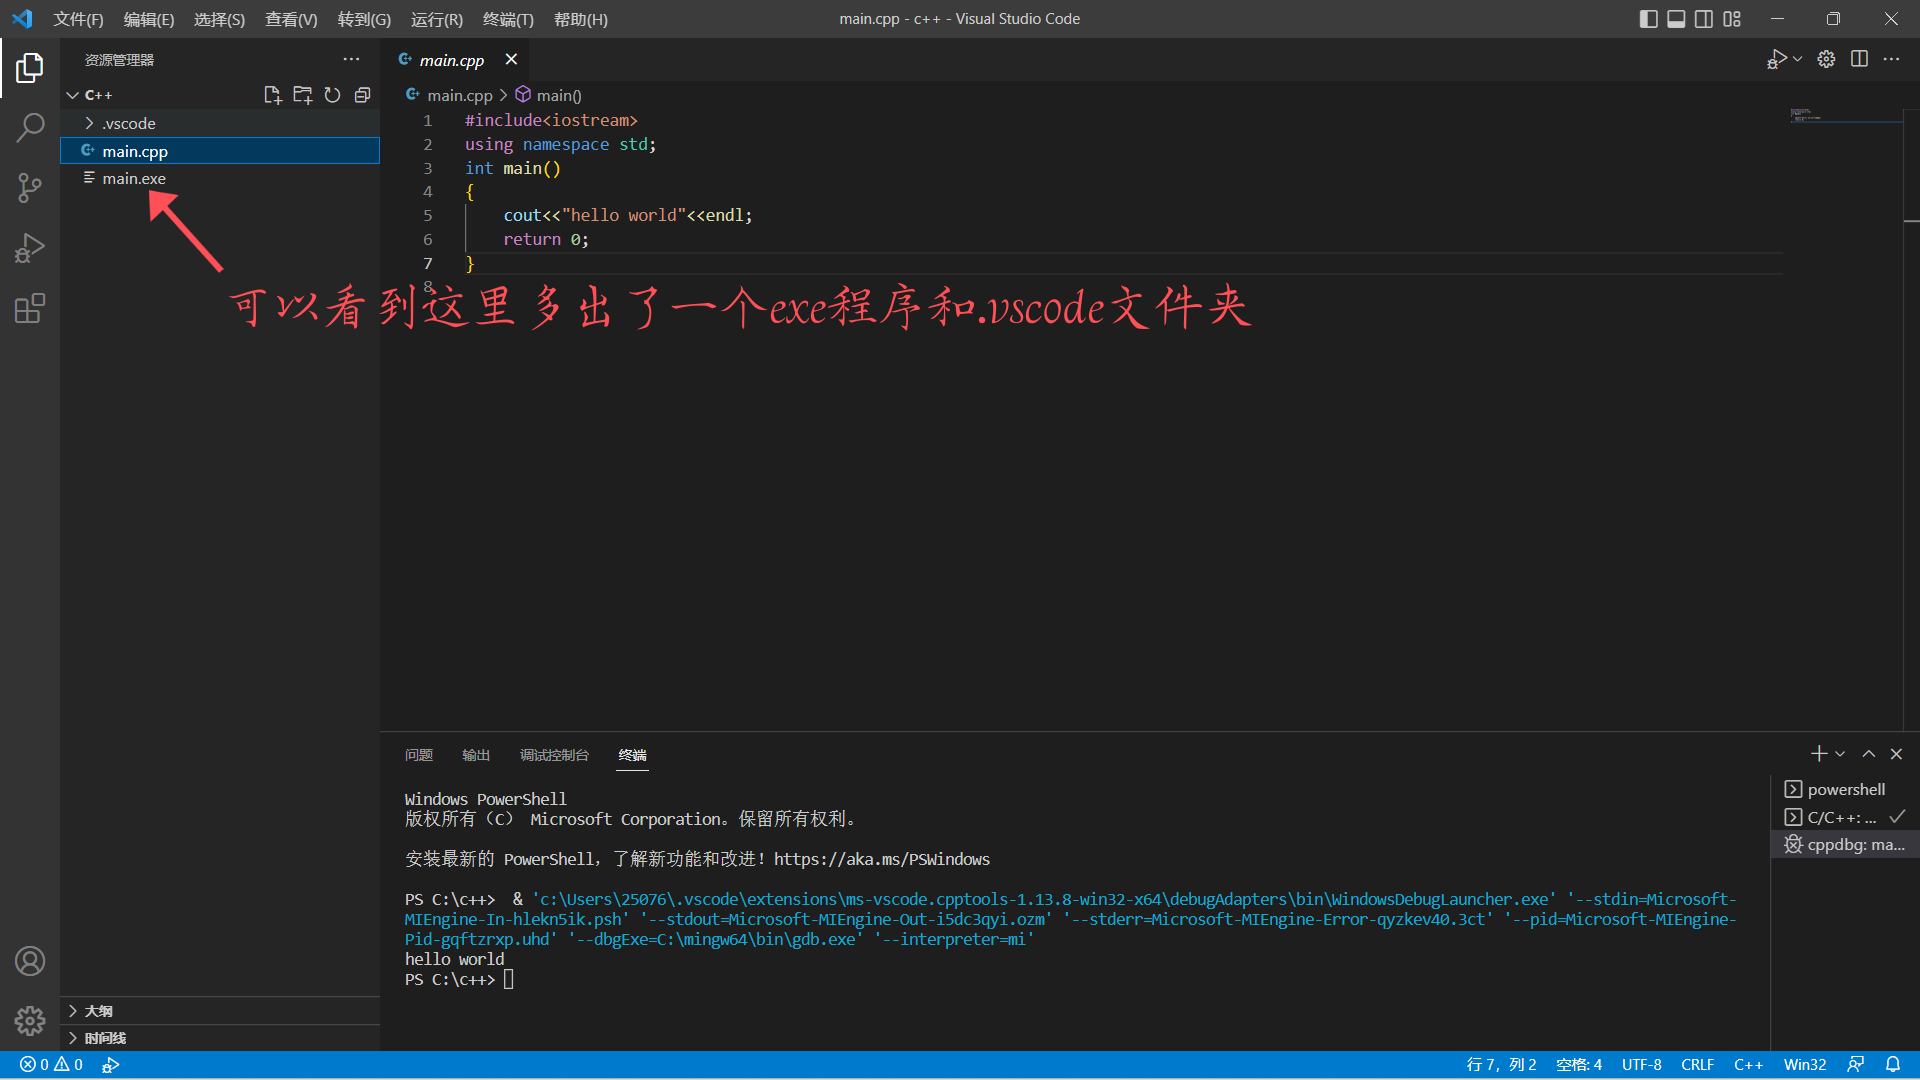 文件(F) 编辑(E) 选择(S) 查看(V) 转到(G) 运行(R) 终端(T) 帮助(H) main.cpp - c++ - Visual Studio Code
资源管理器
C++
.vscode
main.cpp
main.exe
大纲
时间线
main.cpp
main.cpp > main()
1 #include<iostream>
2 using namespace std;
3 int main()
4 {
5 cout<<"hello world"<<endl;
6 return 0;
7 }
8
可以看到这里多出了一个exe程序和.vscode文件夹
问题 输出 调试控制台 终端
Windows PowerShell
版权所有（C） Microsoft Corporation。保留所有权利。
安装最新的 PowerShell，了解新功能和改进！https://aka.ms/PSWindows
PS C:\c++>  & 'c:\Users\25076\.vscode\extensions\ms-vscode.cpptools-1.13.8-win32-x64\debugAdapters\bin\WindowsDebugLauncher.exe' '--stdin=Microsoft-
MIEngine-In-hlekn5ik.psh' '--stdout=Microsoft-MIEngine-Out-i5dc3qyi.ozm' '--stderr=Microsoft-MIEngine-Error-qyzkev40.3ct' '--pid=Microsoft-MIEngine-
Pid-gqftzrxp.uhd' '--dbgExe=C:\mingw64\bin\gdb.exe' '--interpreter=mi'
hello world
PS C:\c++>
powershell
C/C++: ...
cppdbg: ma...
0 0 行 7，列 2 空格: 4 UTF-8 CRLF C++ Win32